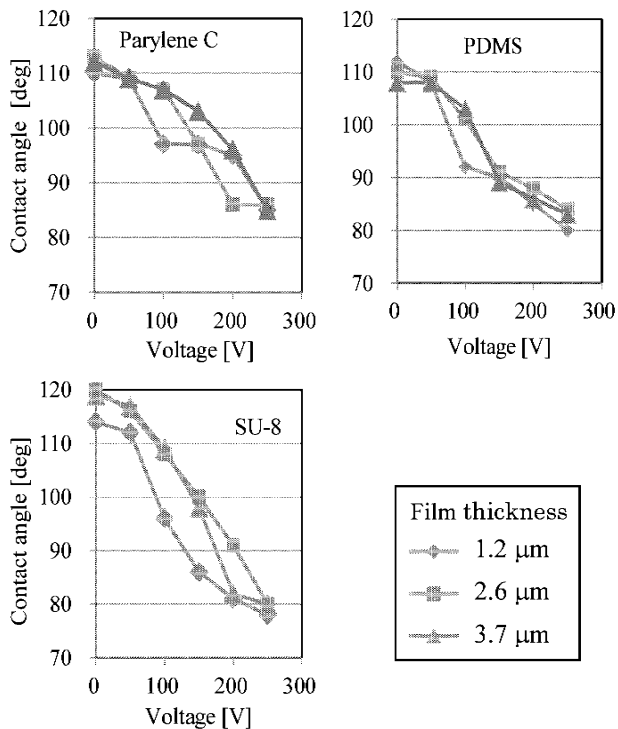 Parylene C
Contact angle [deg]
120
110
100
90
80
70
0 100 200 300
Voltage [V]
PDMS
120
110
100
90
80
70
0 100 200 300
Voltage [V]
SU-8
Contact angle [deg]
120
110
100
90
80
70
0 100 200 300
Voltage [V]
Film thickness
1.2 μm
2.6 μm
3.7 μm